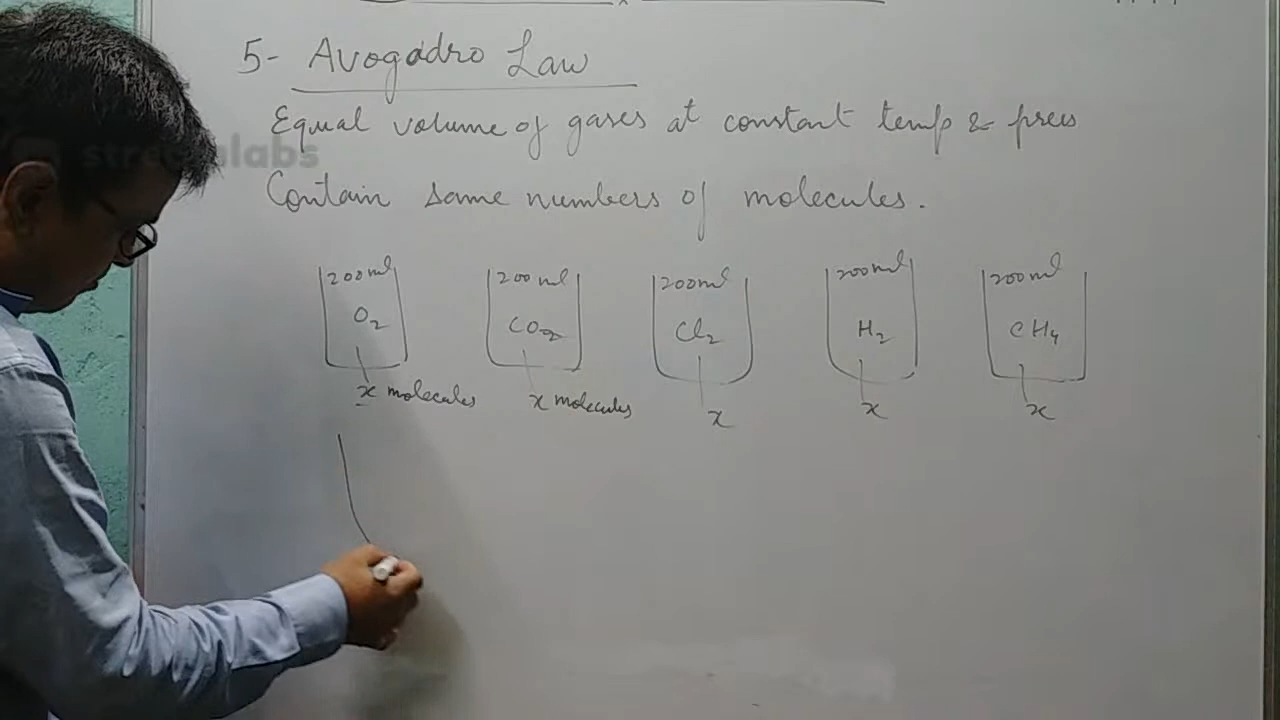 5- Avogadro Law
Equal volume of gases at constant temp & press
Contain same numbers of molecules.
200ml 200ml 200ml 200ml 200ml
O2 CO2 Cl2 H2 CH4
x molecules x molecules x x x